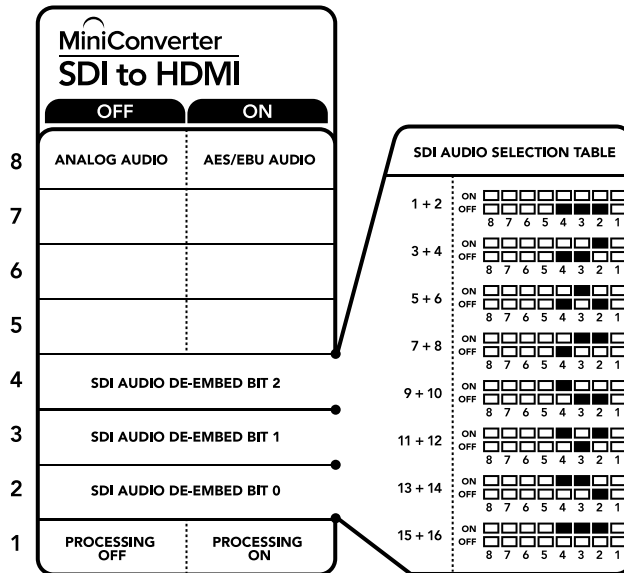 MiniConverter
SDI to HDMI
OFF ON
8 ANALOG AUDIO AES/EBU AUDIO
7
6
5
4 SDI AUDIO DE-EMBED BIT 2
3 SDI AUDIO DE-EMBED BIT 1
2 SDI AUDIO DE-EMBED BIT 0
1 PROCESSING OFF PROCESSING ON
SDI AUDIO SELECTION TABLE
1 + 2 ON
OFF
8 7 6 5 4 3 2 1
3 + 4 ON
OFF
8 7 6 5 4 3 2 1
5 + 6 ON
OFF
8 7 6 5 4 3 2 1
7 + 8 ON
OFF
8 7 6 5 4 3 2 1
9 + 10 ON
OFF
8 7 6 5 4 3 2 1
11 + 12 ON
OFF
8 7 6 5 4 3 2 1
13 + 14 ON
OFF
8 7 6 5 4 3 2 1
15 + 16 ON
OFF
8 7 6 5 4 3 2 1